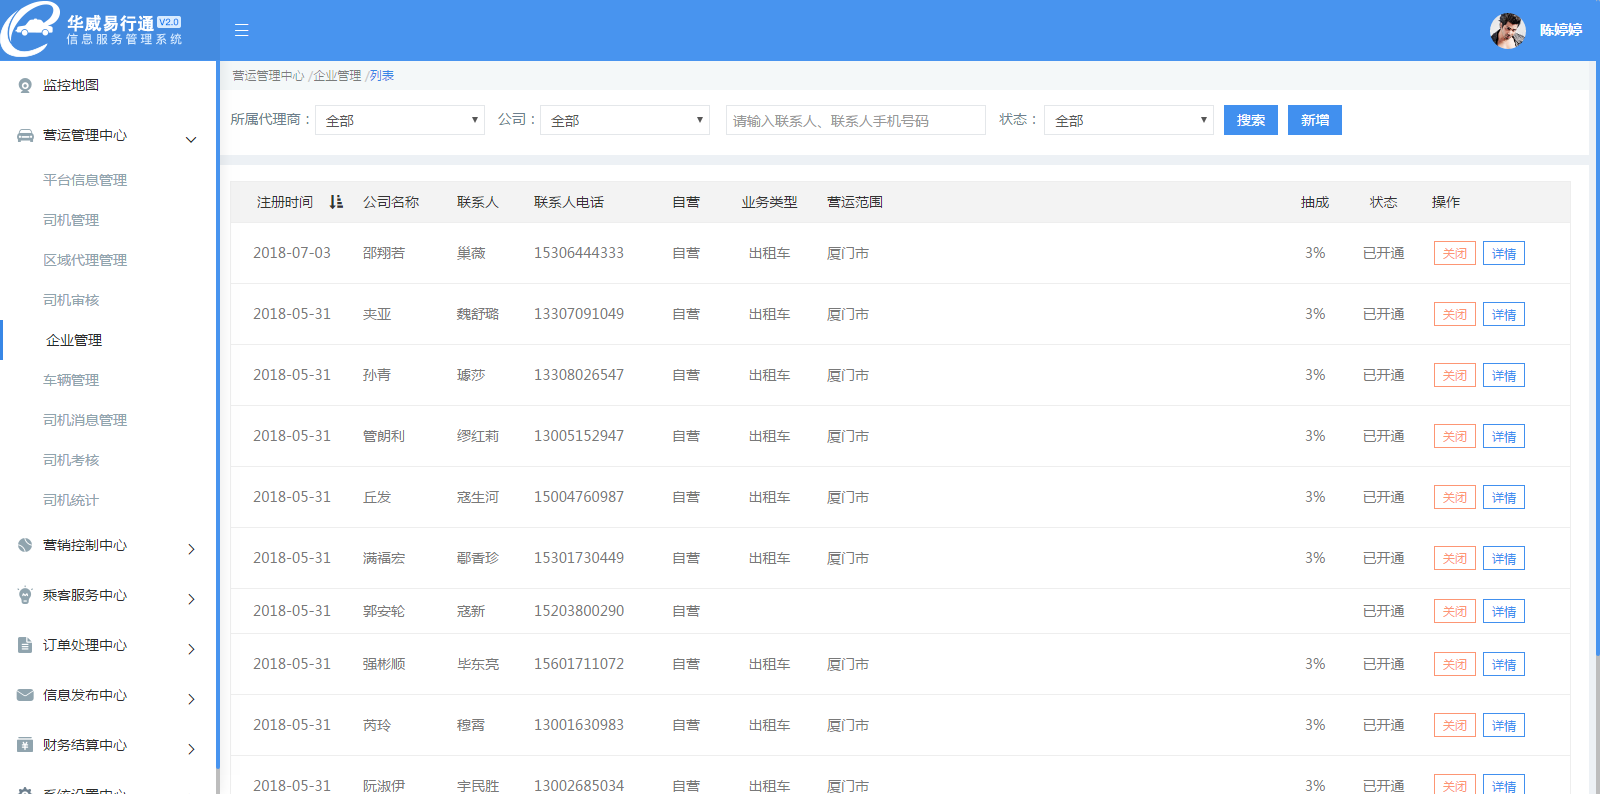 华威易行通 V2.0
信息服务管理系统
陈婷婷
监控地图
营运管理中心
平台信息管理
司机管理
区域代理管理
司机审核
企业管理
车辆管理
司机消息管理
司机考核
司机统计
营销控制中心
乘客服务中心
订单处理中心
信息发布中心
财务结算中心
系统设置中心
营运管理中心 /企业管理 /列表
所属代理商： 全部 公司： 全部 请输入联系人、联系人手机号码 状态： 全部 搜索 新增
注册时间 公司名称 联系人 联系人电话 自营 业务类型 营运范围 抽成 状态 操作
2018-07-03 邵翔若 巢薇 15306444333 自营 出租车 厦门市 3% 已开通 关闭 详情
2018-05-31 夹亚 魏舒璐 13307091049 自营 出租车 厦门市 3% 已开通 关闭 详情
2018-05-31 孙青 璩莎 13308026547 自营 出租车 厦门市 3% 已开通 关闭 详情
2018-05-31 管朗利 缪红莉 13005152947 自营 出租车 厦门市 3% 已开通 关闭 详情
2018-05-31 丘发 寇生河 15004760987 自营 出租车 厦门市 3% 已开通 关闭 详情
2018-05-31 满福宏 鄢香珍 15301730449 自营 出租车 厦门市 3% 已开通 关闭 详情
2018-05-31 郭安轮 寇新 15203800290 自营 已开通 关闭 详情
2018-05-31 强彬顺 毕东亮 15601711072 自营 出租车 厦门市 3% 已开通 关闭 详情
2018-05-31 芮玲 穆霄 13001630983 自营 出租车 厦门市 3% 已开通 关闭 详情
2018-05-31 阮淑伊 宇民胜 13002685034 自营 出租车 厦门市 3% 已开通 关闭 详情